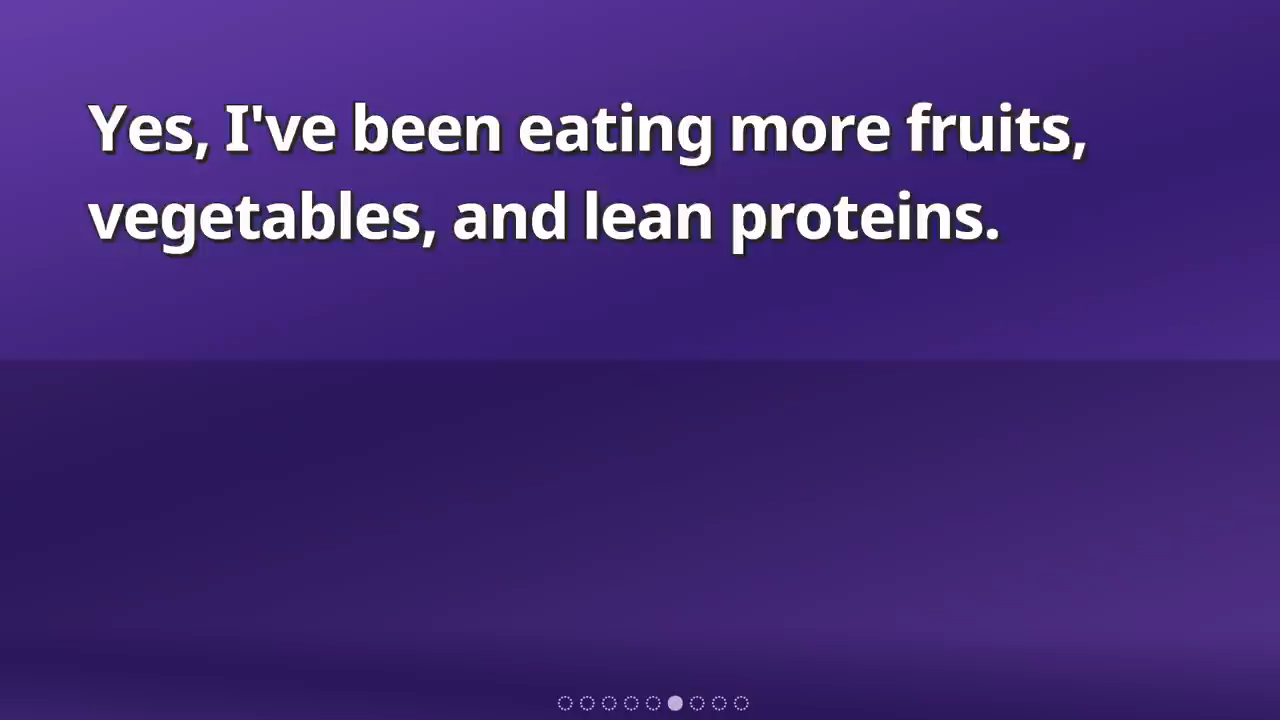 Yes, I've been eating more fruits,
vegetables, and lean proteins.